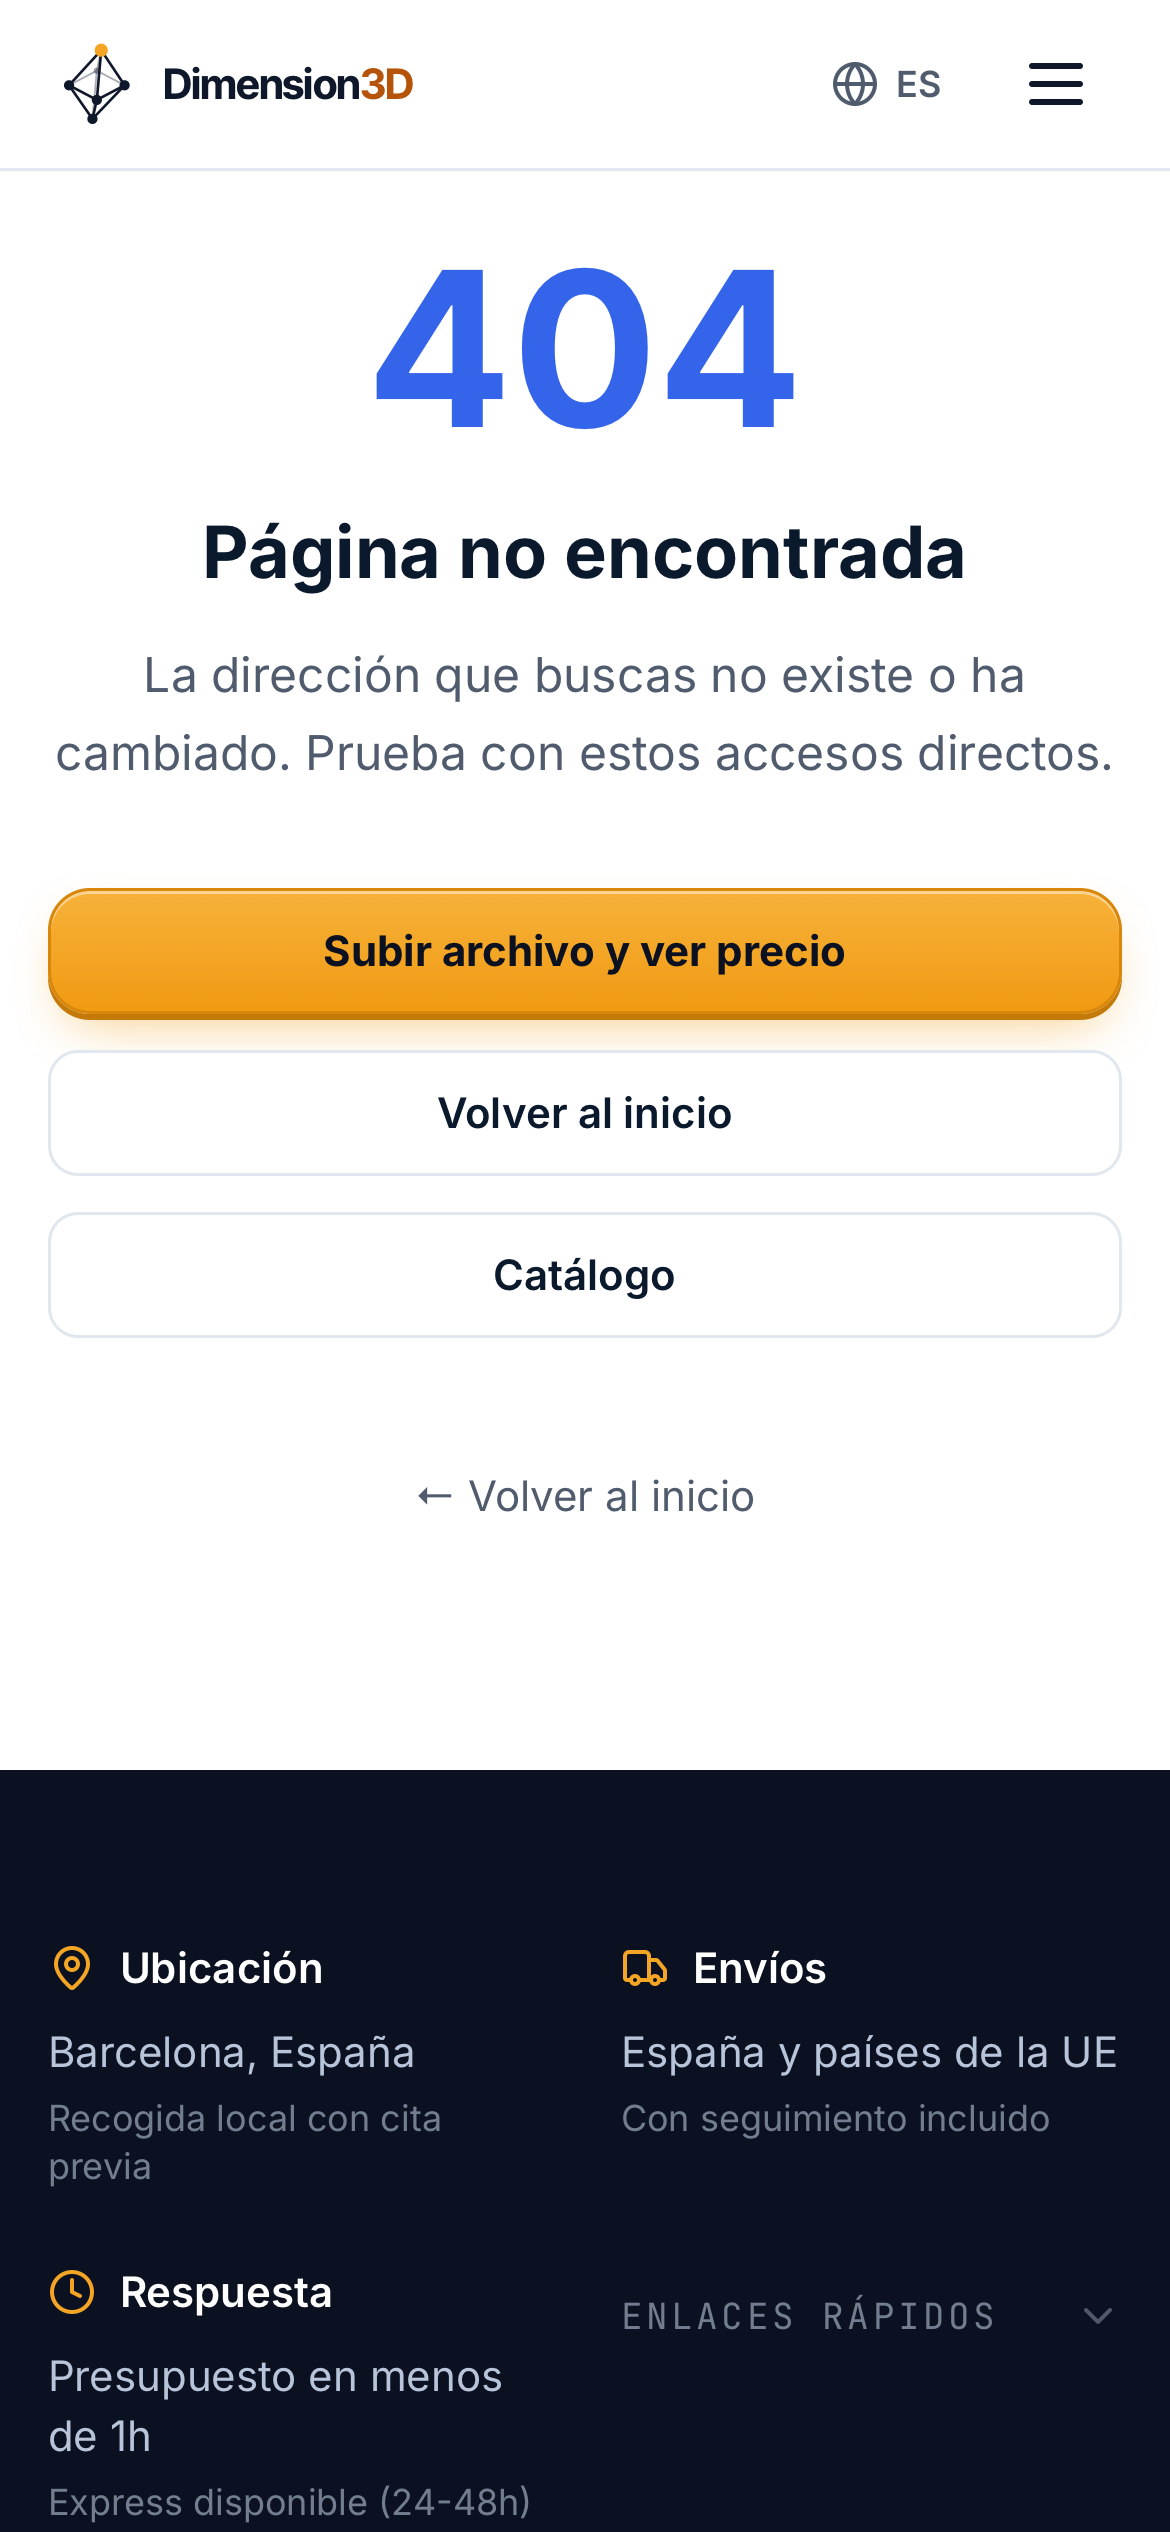 Dimension3D
ES
404
Página no encontrada
La dirección que buscas no existe o ha
cambiado. Prueba con estos accesos directos.
Subir archivo y ver precio
Volver al inicio
Catálogo
← Volver al inicio
Ubicación
Barcelona, España
Recogida local con cita
previa
Envíos
España y países de la UE
Con seguimiento incluido
Respuesta
Presupuesto en menos
de 1h
Express disponible (24-48h)
ENLACES RÁPIDOS